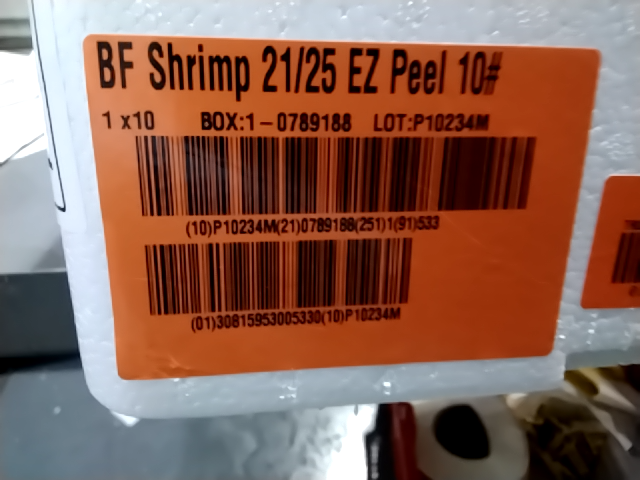 BF Shrimp 21/25 EZ Peel 10#
1 x10 BOX:1-0789188 LOT:P10234M
(10)P10234M(21)0789188(251)1(91)533
(01)30815953005330(10)P10234M